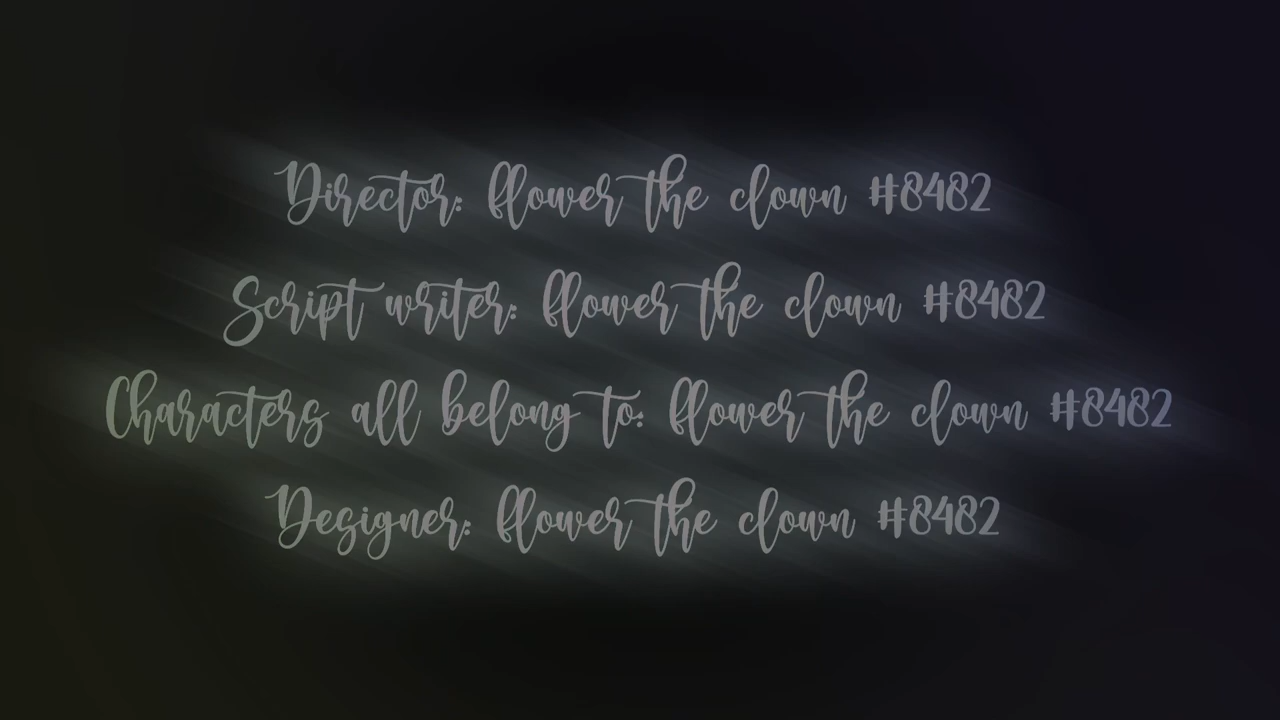 Director: flower the clown #8482
Script writer: flower the clown #8482
Characters all belong to: flower the clown #8482
Designer: flower the clown #8482